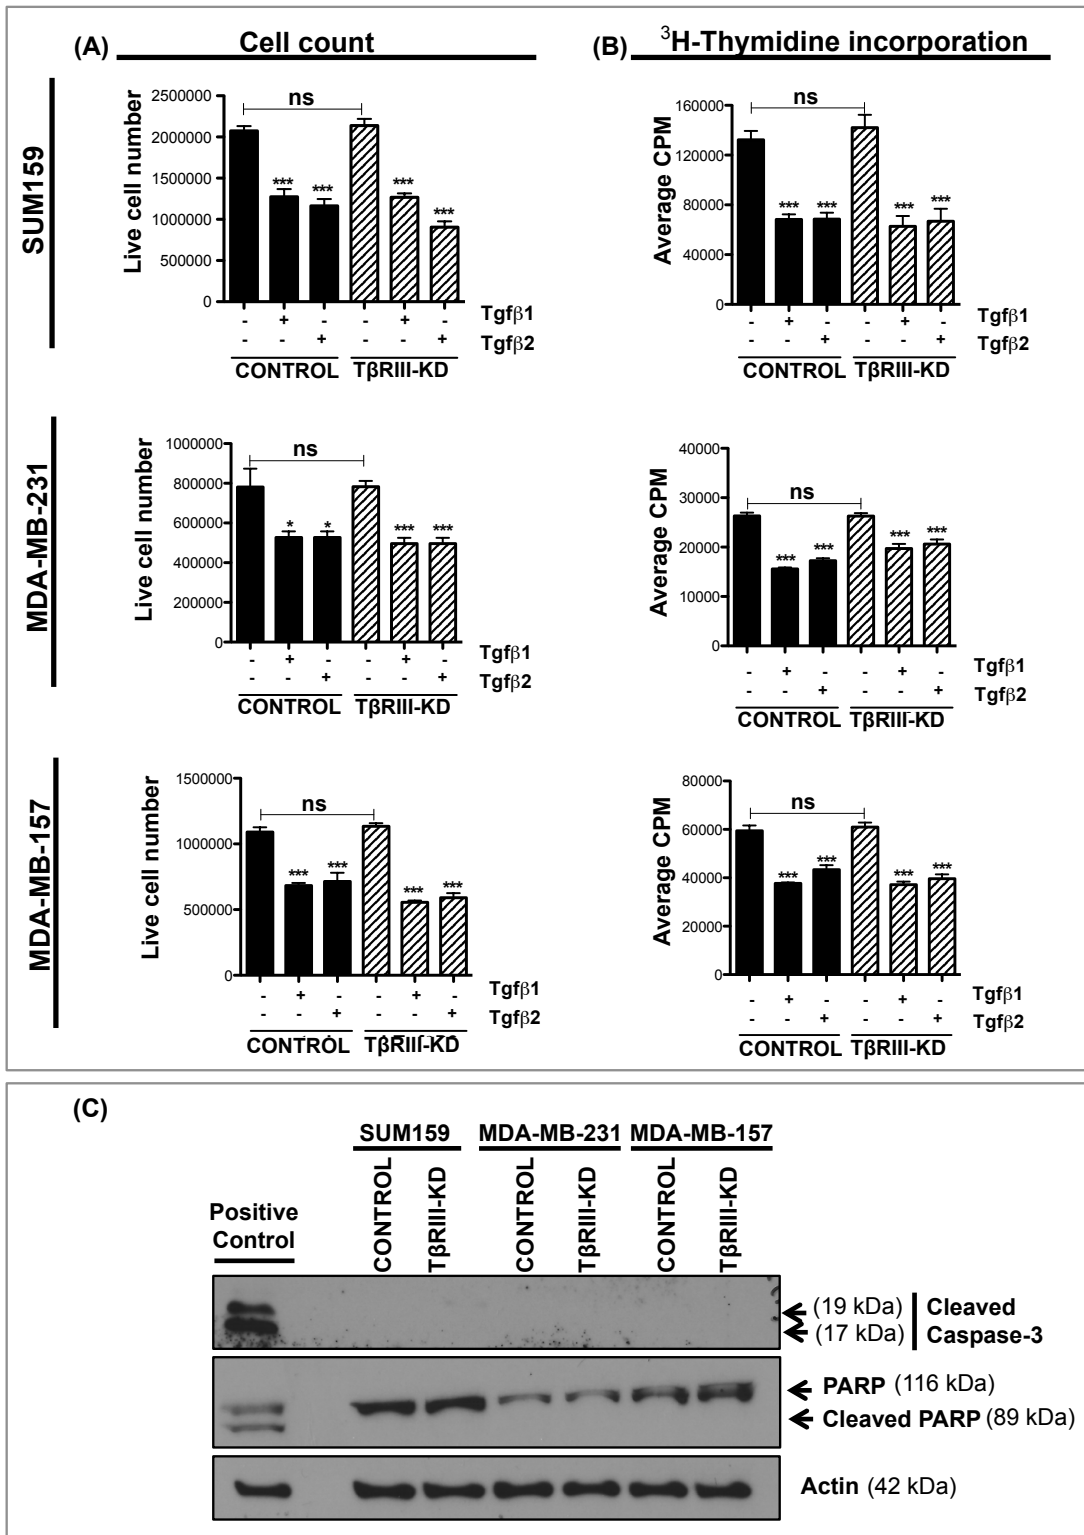 (A) Cell count
(B) ³H-Thymidine incorporation
SUM159
Live cell number
2500000
2000000
1500000
1000000
500000
0
ns
*** *** *** ***
- + - - + - Tgfβ1
- - + - - + Tgfβ2
CONTROL TβRIII-KD
Average CPM
160000
120000
80000
40000
0
ns
*** *** *** ***
- + - - + - Tgfβ1
- - + - - + Tgfβ2
CONTROL TβRIII-KD
MDA-MB-231
Live cell number
1000000
800000
600000
400000
200000
0
ns
* * *** ***
- + - - + - Tgfβ1
- - + - - + Tgfβ2
CONTROL TβRIII-KD
Average CPM
40000
30000
20000
10000
0
ns
*** *** *** ***
- + - - + - Tgfβ1
- - + - - + Tgfβ2
CONTROL TβRIII-KD
MDA-MB-157
Live cell number
1500000
1000000
500000
0
ns
*** *** *** ***
- + - - + - Tgfβ1
- - + - - + Tgfβ2
CONTROL TβRIII-KD
Average CPM
80000
60000
40000
20000
0
ns
*** *** *** ***
- + - - + - Tgfβ1
- - + - - + Tgfβ2
CONTROL TβRIII-KD
(C)
SUM159 MDA-MB-231 MDA-MB-157
Positive
Control
CONTROL
TβRIII-KD
CONTROL
TβRIII-KD
CONTROL
TβRIII-KD
(19 kDa) Cleaved
(17 kDa) Caspase-3
PARP (116 kDa)
Cleaved PARP (89 kDa)
Actin (42 kDa)